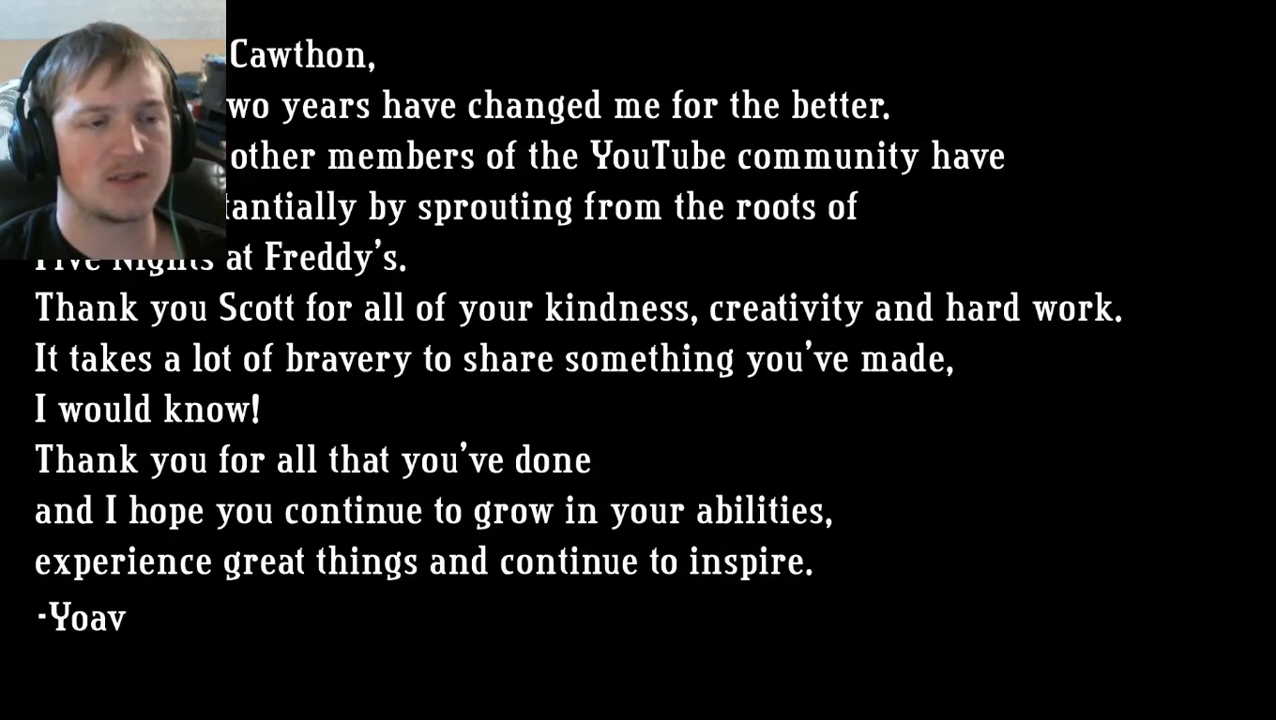 Cawthon,
years have changed me for the better.
other members of the YouTube community have
by sprouting from the roots of
Five Nights at Freddy's.
Thank you Scott for all of your kindness, creativity and hard work.
It takes a lot of bravery to share something you've made,
I would know!
Thank you for all that you've done
and I hope you continue to grow in your abilities,
experience great things and continue to inspire.
-Yoav